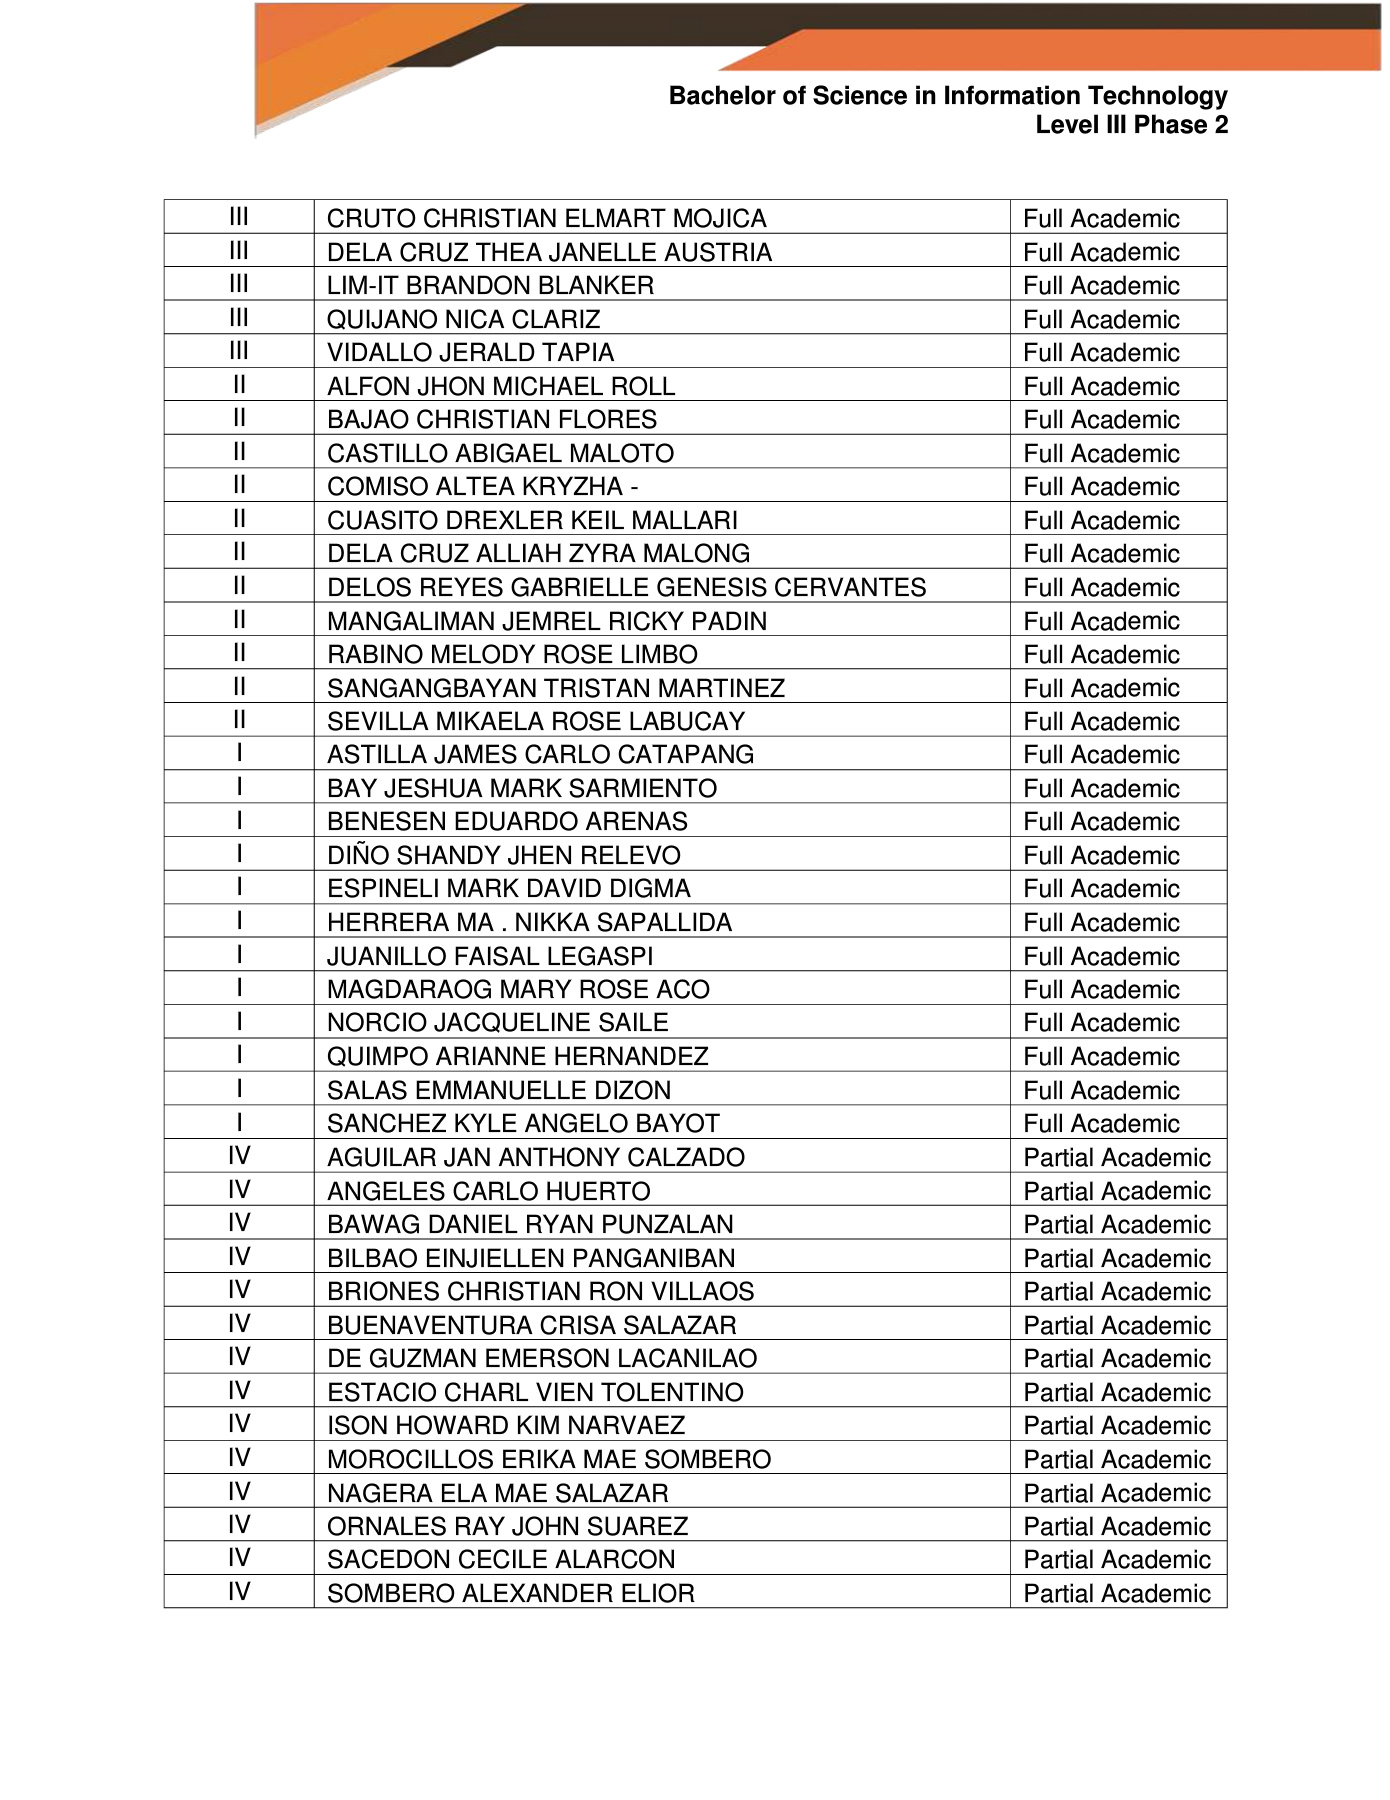 Bachelor of Science in Information Technology
Level III Phase 2
III CRUTO CHRISTIAN ELMART MOJICA Full Academic
III DELA CRUZ THEA JANELLE AUSTRIA Full Academic
III LIM-IT BRANDON BLANKER Full Academic
III QUIJANO NICA CLARIZ Full Academic
III VIDALLO JERALD TAPIA Full Academic
II ALFON JHON MICHAEL ROLL Full Academic
II BAJAO CHRISTIAN FLORES Full Academic
II CASTILLO ABIGAEL MALOTO Full Academic
II COMISO ALTEA KRYZHA - Full Academic
II CUASITO DREXLER KEIL MALLARI Full Academic
II DELA CRUZ ALLIAH ZYRA MALONG Full Academic
II DELOS REYES GABRIELLE GENESIS CERVANTES Full Academic
II MANGALIMAN JEMREL RICKY PADIN Full Academic
II RABINO MELODY ROSE LIMBO Full Academic
II SANGANGBAYAN TRISTAN MARTINEZ Full Academic
II SEVILLA MIKAELA ROSE LABUCAY Full Academic
I ASTILLA JAMES CARLO CATAPANG Full Academic
I BAY JESHUA MARK SARMIENTO Full Academic
I BENESEN EDUARDO ARENAS Full Academic
I DIÑO SHANDY JHEN RELEVO Full Academic
I ESPINELI MARK DAVID DIGMA Full Academic
I HERRERA MA . NIKKA SAPALLIDA Full Academic
I JUANILLO FAISAL LEGASPI Full Academic
I MAGDARAOG MARY ROSE ACO Full Academic
I NORCIO JACQUELINE SAILE Full Academic
I QUIMPO ARIANNE HERNANDEZ Full Academic
I SALAS EMMANUELLE DIZON Full Academic
I SANCHEZ KYLE ANGELO BAYOT Full Academic
IV AGUILAR JAN ANTHONY CALZADO Partial Academic
IV ANGELES CARLO HUERTO Partial Academic
IV BAWAG DANIEL RYAN PUNZALAN Partial Academic
IV BILBAO EINJIELLEN PANGANIBAN Partial Academic
IV BRIONES CHRISTIAN RON VILLAOS Partial Academic
IV BUENAVENTURA CRISA SALAZAR Partial Academic
IV DE GUZMAN EMERSON LACANILAO Partial Academic
IV ESTACIO CHARL VIEN TOLENTINO Partial Academic
IV ISON HOWARD KIM NARVAEZ Partial Academic
IV MOROCILLOS ERIKA MAE SOMBERO Partial Academic
IV NAGERA ELA MAE SALAZAR Partial Academic
IV ORNALES RAY JOHN SUAREZ Partial Academic
IV SACEDON CECILE ALARCON Partial Academic
IV SOMBERO ALEXANDER ELIOR Partial Academic